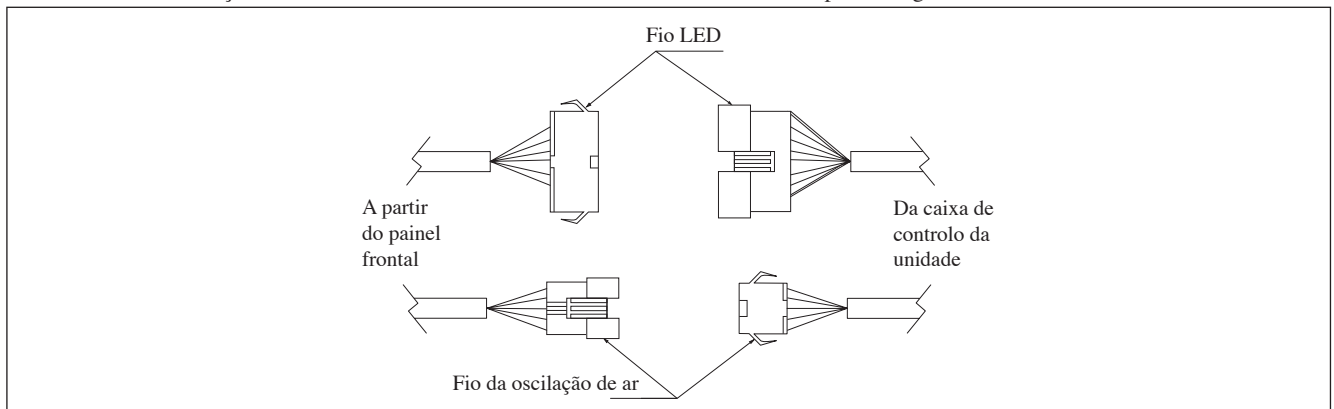 Fio LED
A partir
do painel
frontal
Da caixa de
controlo da
unidade
Fio da oscilação de ar